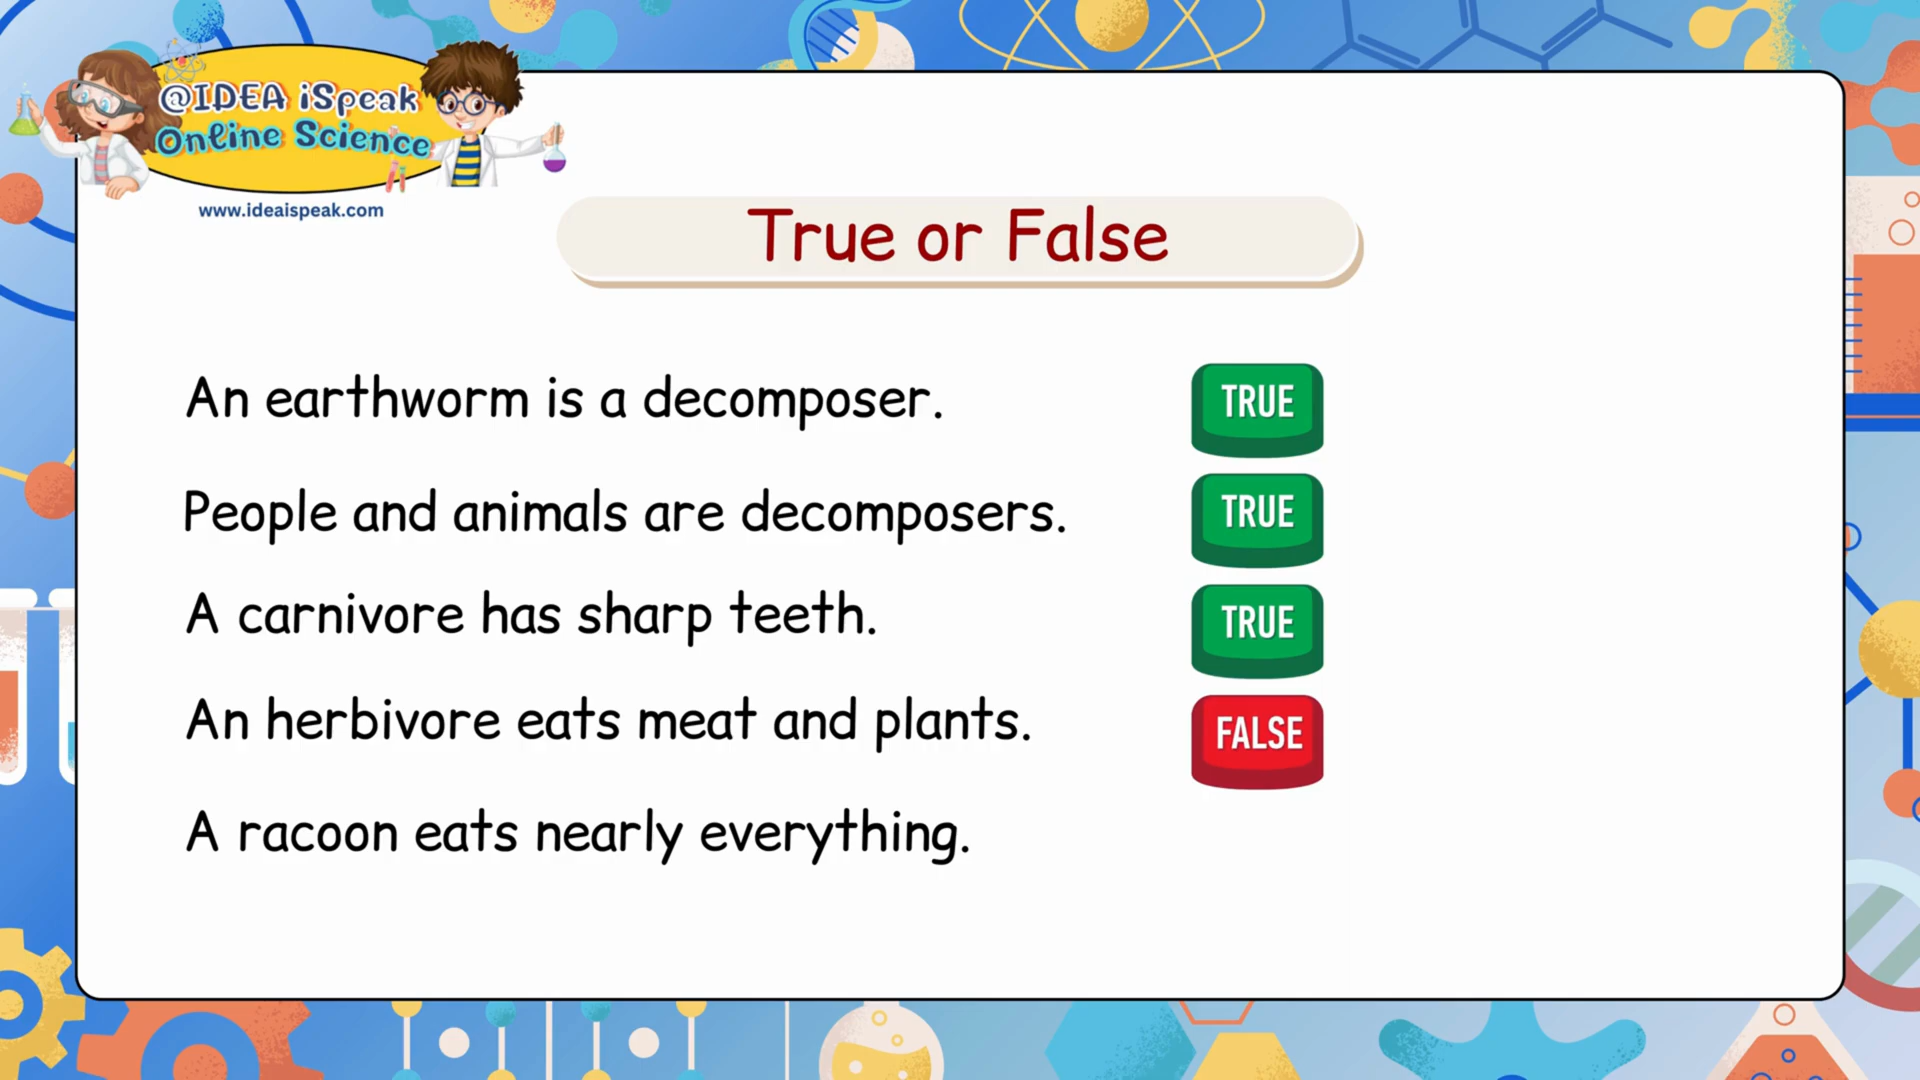 @IDEA iSpeak
Online Science
www.ideaispeak.com
True or False
An earthworm is a decomposer. TRUE
People and animals are decomposers. TRUE
A carnivore has sharp teeth. TRUE
An herbivore eats meat and plants. FALSE
A racoon eats nearly everything.